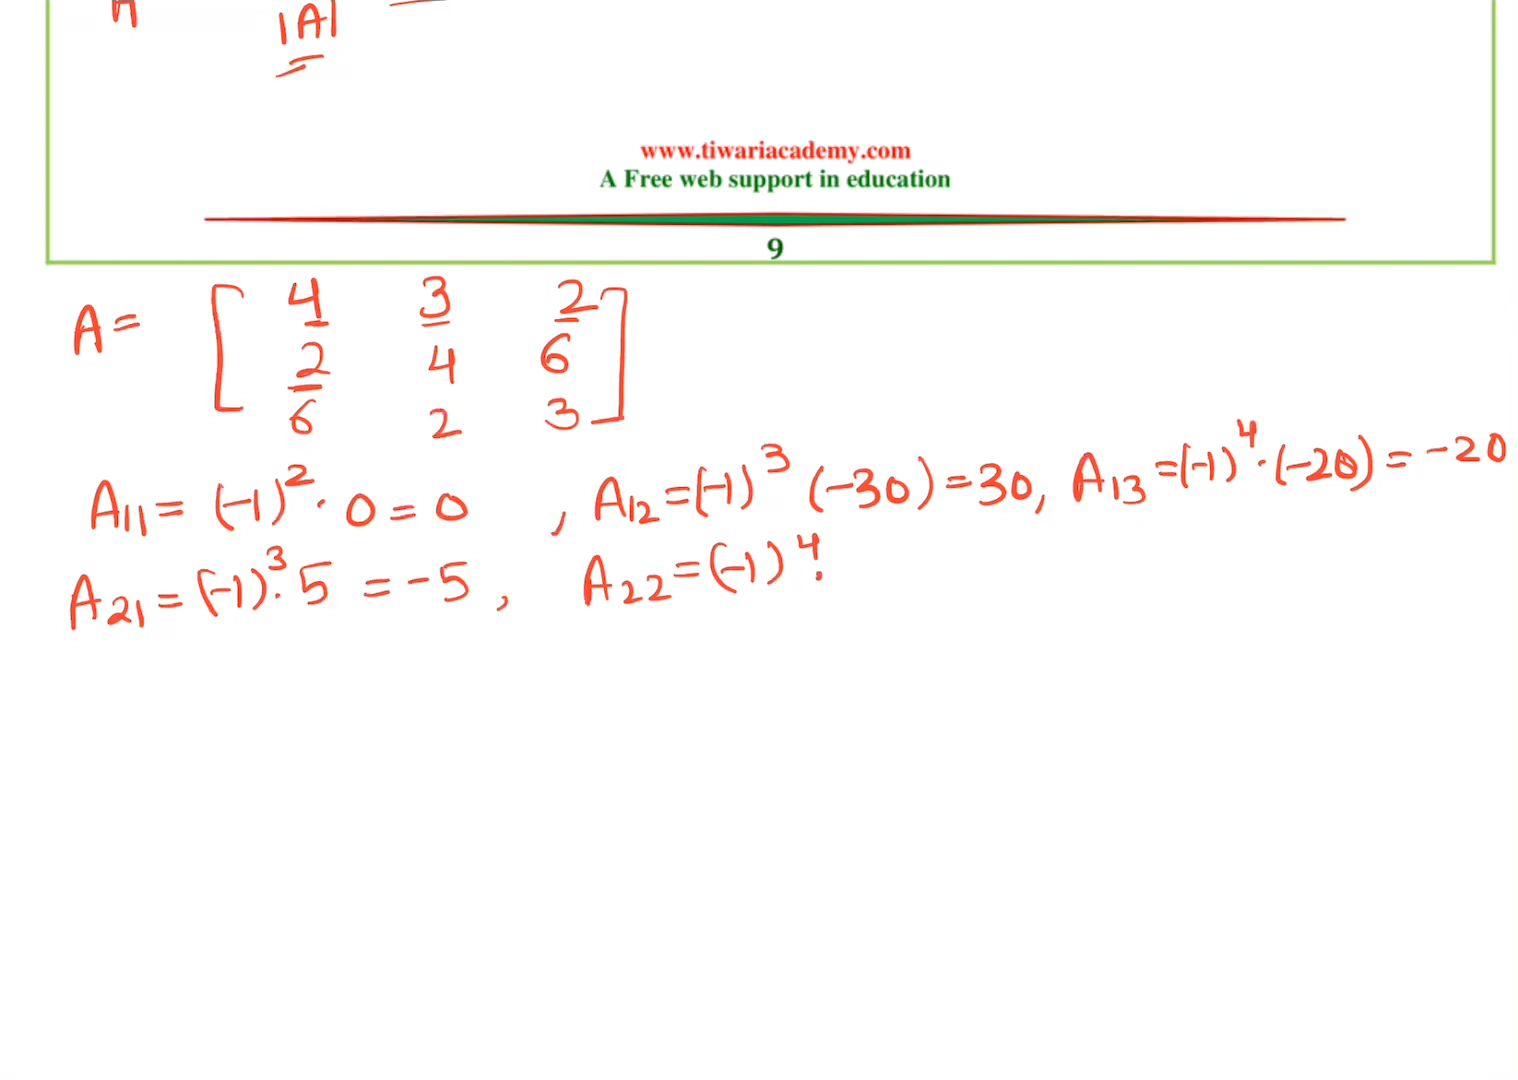 A |A|
www.tiwariacademy.com
A Free web support in education
9
A = [ 4 3 2
2 4 6
6 2 3 ]
A11 = (-1)^2 · 0 = 0 , A12 = (-1)^3 (-30) = 30, A13 = (-1)^4 · (-20) = -20
A21 = (-1)^3 · 5 = -5 , A22 = (-1)^4 ·